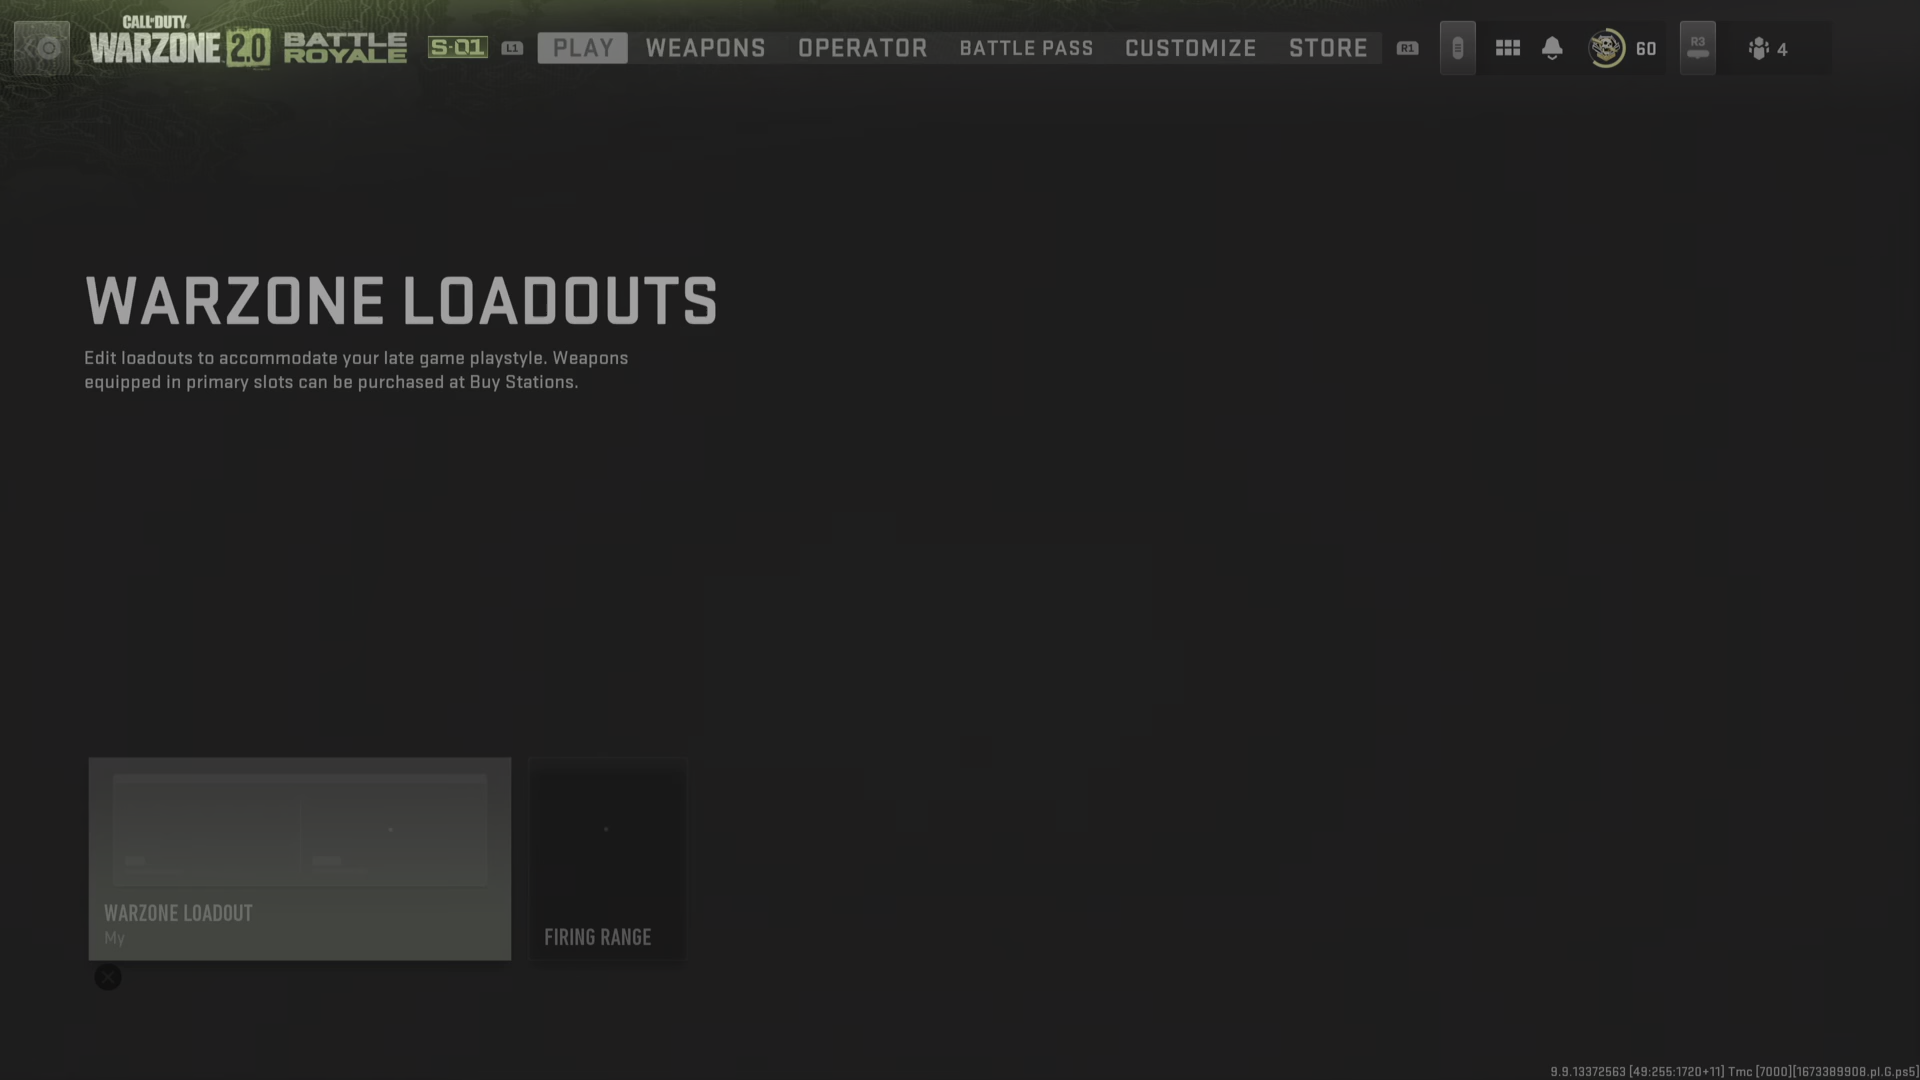 CALL OF DUTY
WARZONE 2.0 BATTLE ROYALE S-01 L1 PLAY WEAPONS OPERATOR BATTLE PASS CUSTOMIZE STORE R1 60 R3 4
WARZONE LOADOUTS
Edit loadouts to accommodate your late game playstyle. Weapons
equipped in primary slots can be purchased at Buy Stations.
WARZONE LOADOUT
My
FIRING RANGE
9.9.13372563 [49:255:1720+11] Tmc [7000][1673389908.pl.G.ps5]